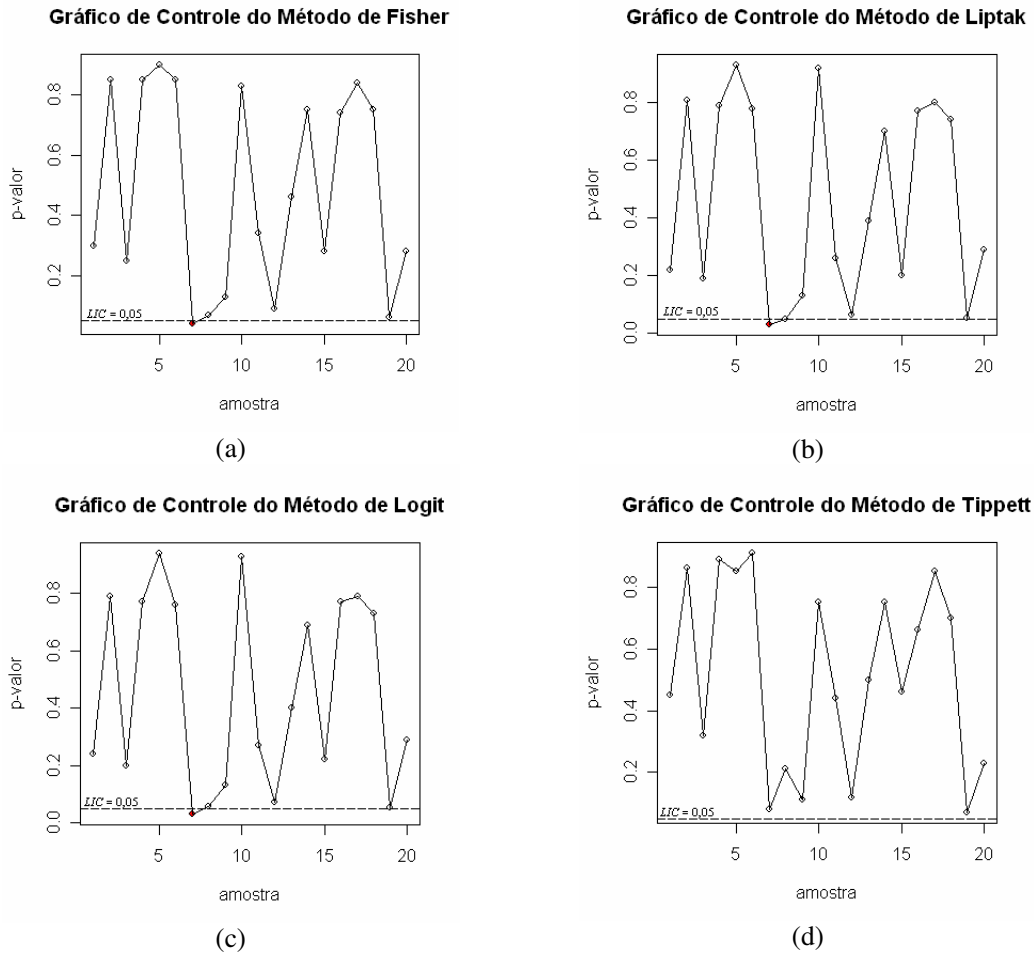 Gráfico de Controle do Método de Fisher
p-valor
0.8
0.6
0.4
0.2
LIC = 0,05
5
10
15
20
amostra
(a)
Gráfico de Controle do Método de Liptak
p-valor
0.8
0.6
0.4
0.2
0.0
LIC = 0,05
5
10
15
20
amostra
(b)
Gráfico de Controle do Método de Logit
p-valor
0.8
0.6
0.4
0.2
0.0
LIC = 0,05
5
10
15
20
amostra
(c)
Gráfico de Controle do Método de Tippett
p-valor
0.8
0.6
0.4
0.2
LIC = 0,05
5
10
15
20
amostra
(d)